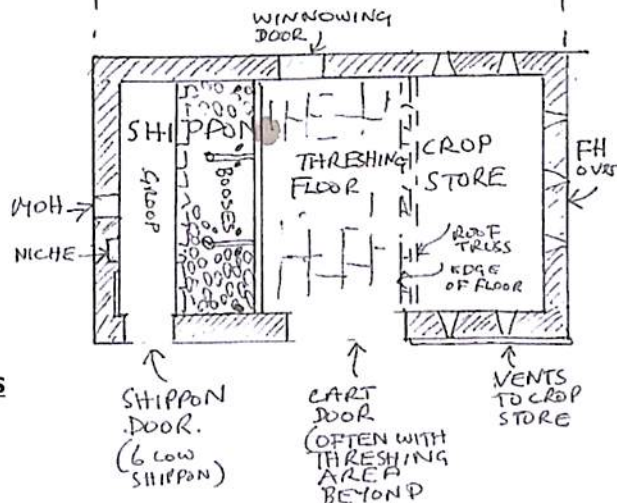 WINNOWING
DOOR
SHIPPON
GROOP
BOOSES
THRESHING
FLOOR
CROP
STORE
FH
MOH
NICHE
ROOF
TRUSS
EDGE
OF FLOOR
S
SHIPPON
DOOR.
(6 COW
SHIPPON)
CART
DOOR
(OFTEN WITH
THRESHING
AREA
BEYOND
VENTS
TO CROP
STORE